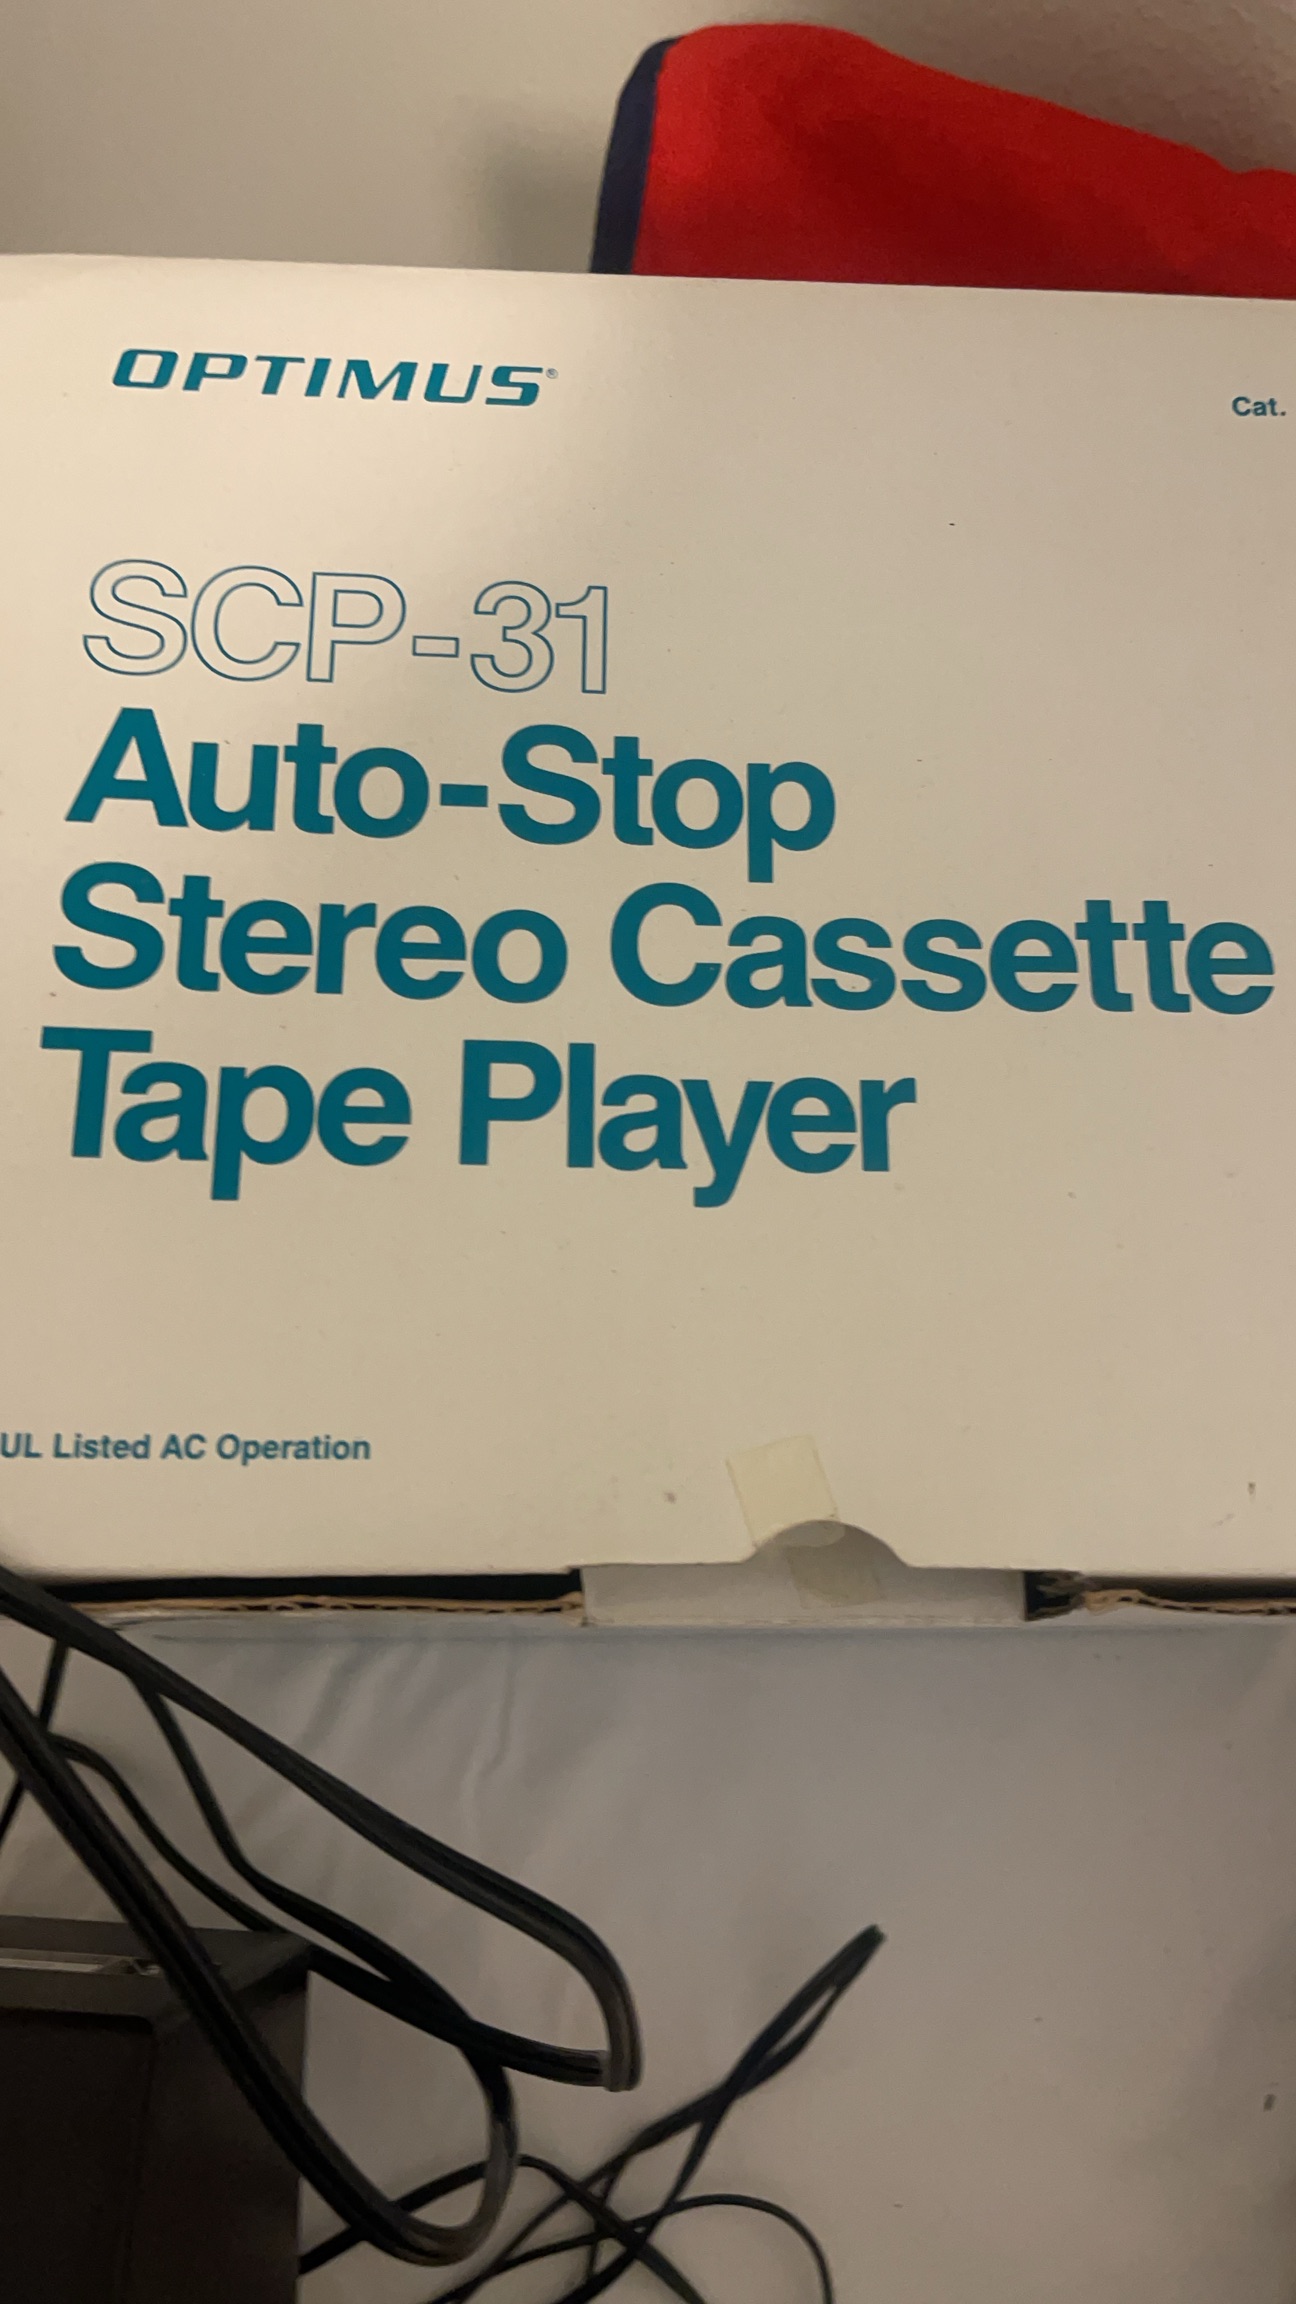 OPTIMUS®
Cat.
SCP-31
Auto-Stop
Stereo Cassette
Tape Player
UL Listed AC Operation